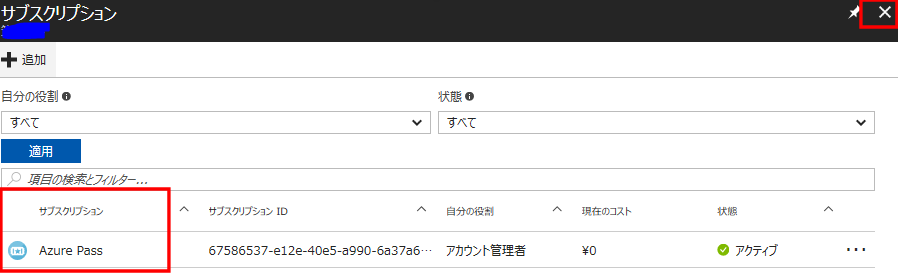 サブスクリプション
追加
自分の役割 状態
すべて すべて
適用
項目の検索とフィルター...
サブスクリプション サブスクリプション ID 自分の役割 現在のコスト 状態
Azure Pass 67586537-e12e-40e5-a990-6a37a6… アカウント管理者 ¥0 アクティブ